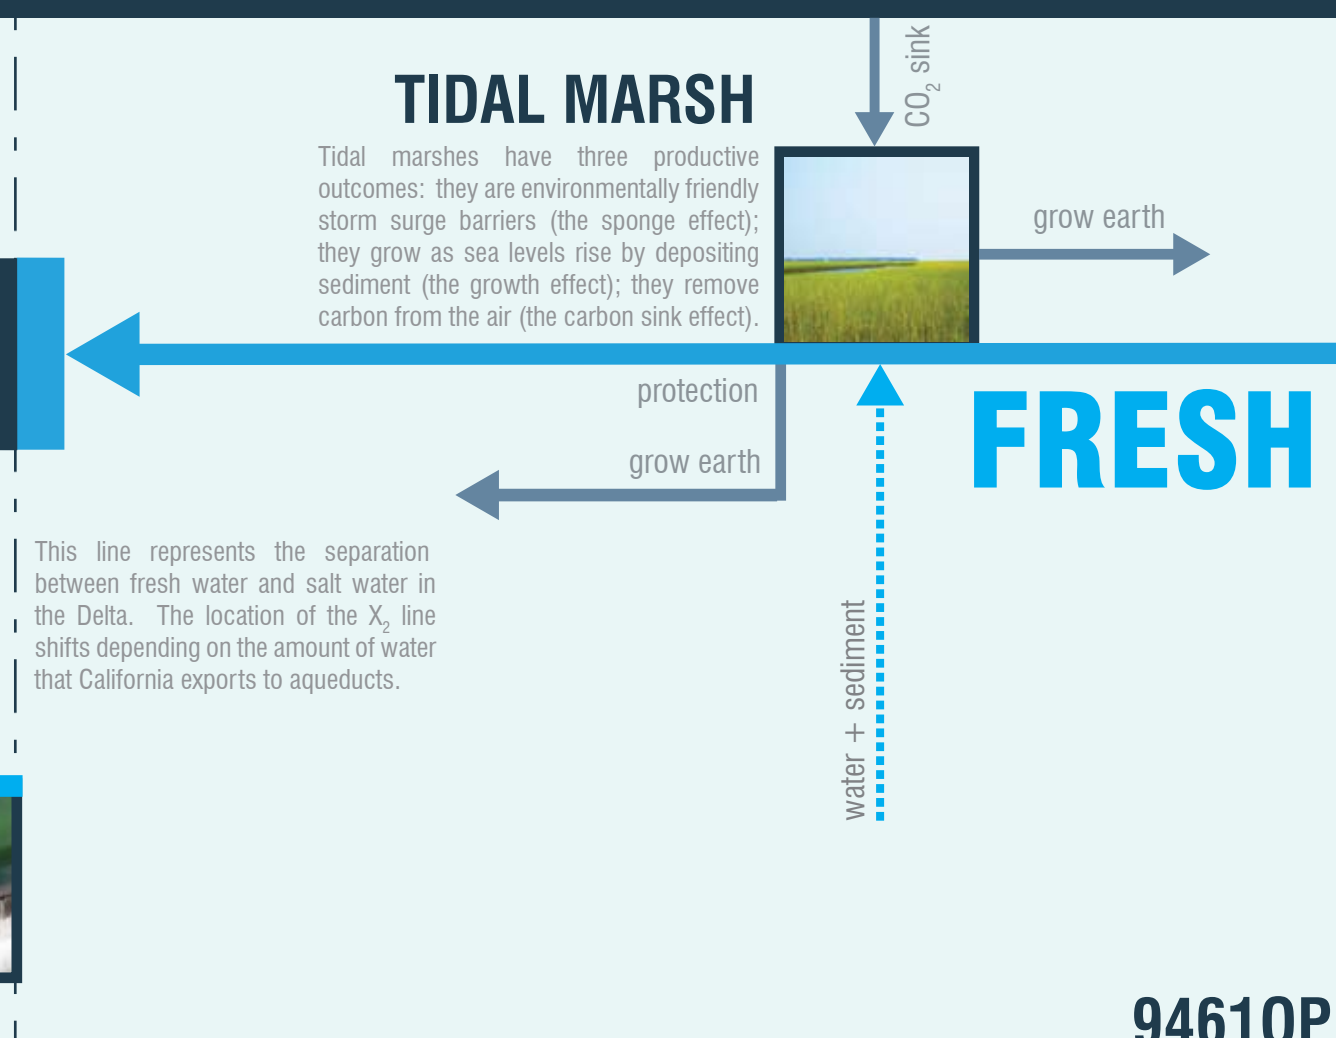 CO₂ sink
TIDAL MARSH
Tidal marshes have three productive
outcomes: they are environmentally friendly
storm surge barriers (the sponge effect);
they grow as sea levels rise by depositing
sediment (the growth effect); they remove
carbon from the air (the carbon sink effect).
grow earth
protection
FRESH
grow earth
This line represents the separation
between fresh water and salt water in
the Delta. The location of the X₂ line
shifts depending on the amount of water
that California exports to aqueducts.
water + sediment
9461OP